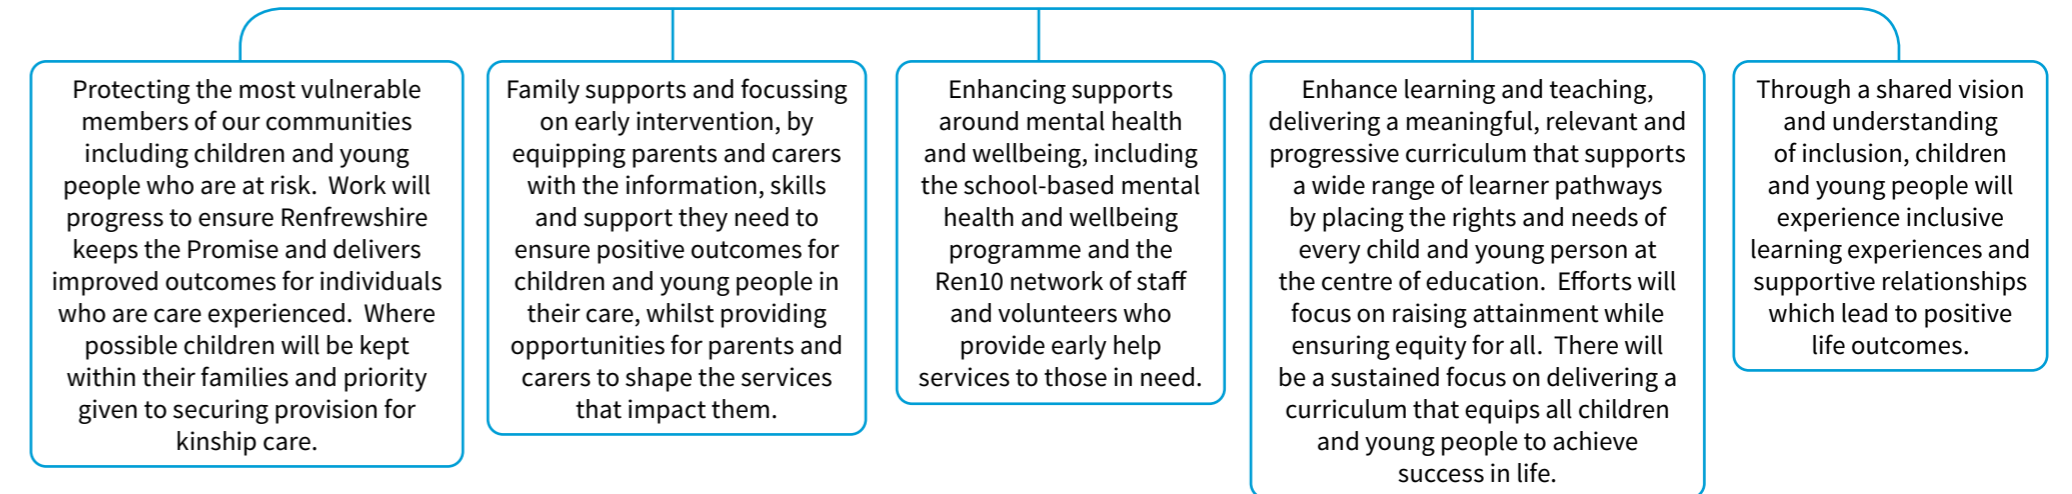 Protecting the most vulnerable
members of our communities
including children and young
people who are at risk.  Work will
progress to ensure Renfrewshire
keeps the Promise and delivers
improved outcomes for individuals
who are care experienced.  Where
possible children will be kept
within their families and priority
given to securing provision for
kinship care.
Family supports and focussing
on early intervention, by
equipping parents and carers
with the information, skills
and support they need to
ensure positive outcomes for
children and young people in
their care, whilst providing
opportunities for parents and
carers to shape the services
that impact them.
Enhancing supports
around mental health
and wellbeing, including
the school-based mental
health and wellbeing
programme and the
Ren10 network of staff
and volunteers who
provide early help
services to those in need.
Enhance learning and teaching,
delivering a meaningful, relevant and
progressive curriculum that supports
a wide range of learner pathways
by placing the rights and needs of
every child and young person at
the centre of education.  Efforts will
focus on raising attainment while
ensuring equity for all.  There will
be a sustained focus on delivering a
curriculum that equips all children
and young people to achieve
success in life.
Through a shared vision
and understanding
of inclusion, children
and young people will
experience inclusive
learning experiences and
supportive relationships
which lead to positive
life outcomes.